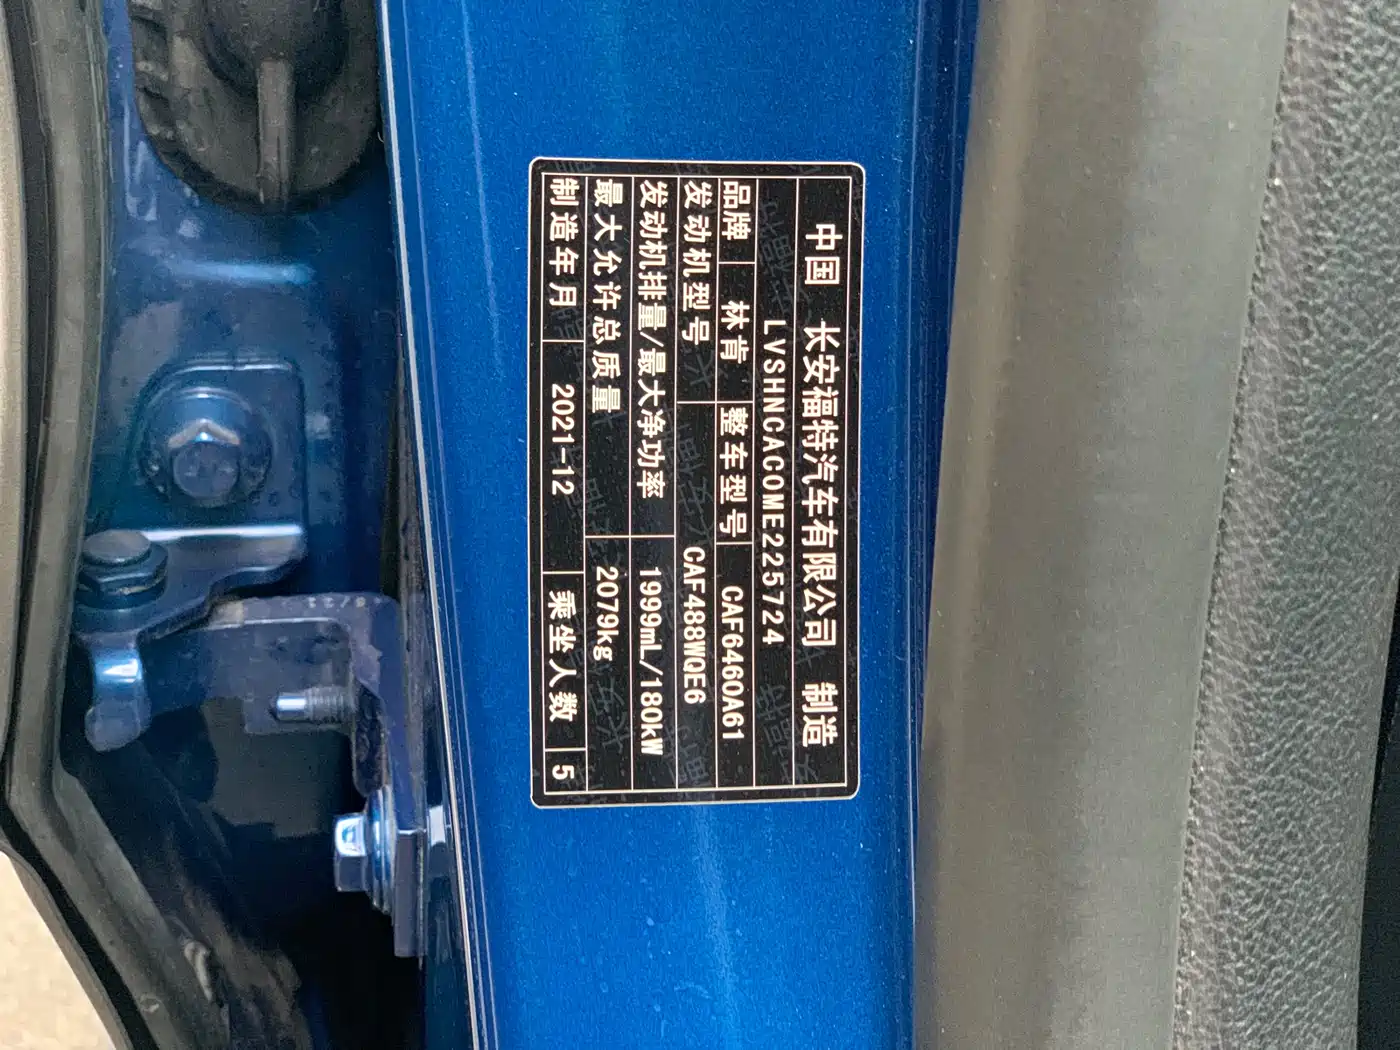 中国 长安福特汽车有限公司 制造
LVSHNCAC0ME225724
品牌 林肯 整车型号 CAF6460A61
发动机型号 CAF488WQE6
发动机排量/最大净功率 1999mL/180kW
最大允许总质量 2079kg
制造年月 2021-12 乘坐人数 5